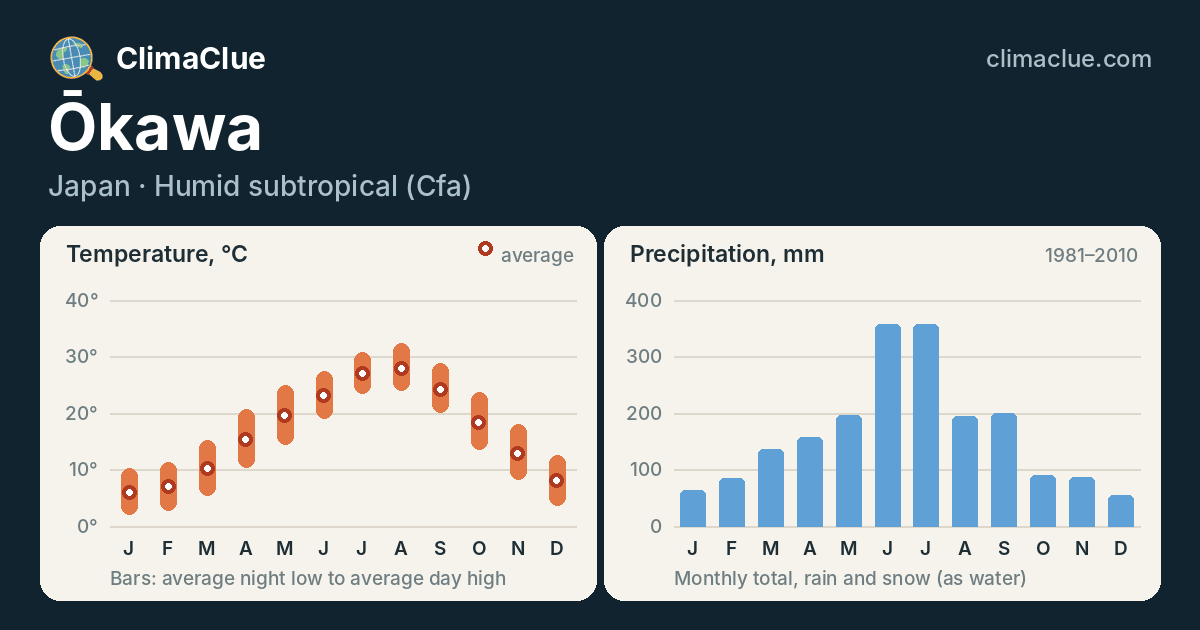 ClimaClue
climaclue.com
Ōkawa
Japan · Humid subtropical (Cfa)
Temperature, °C
average
40°
30°
20°
10°
0°
J F M A M J J A S O N D
Bars: average night low to average day high
Precipitation, mm
1981–2010
400
300
200
100
0
J F M A M J J A S O N D
Monthly total, rain and snow (as water)